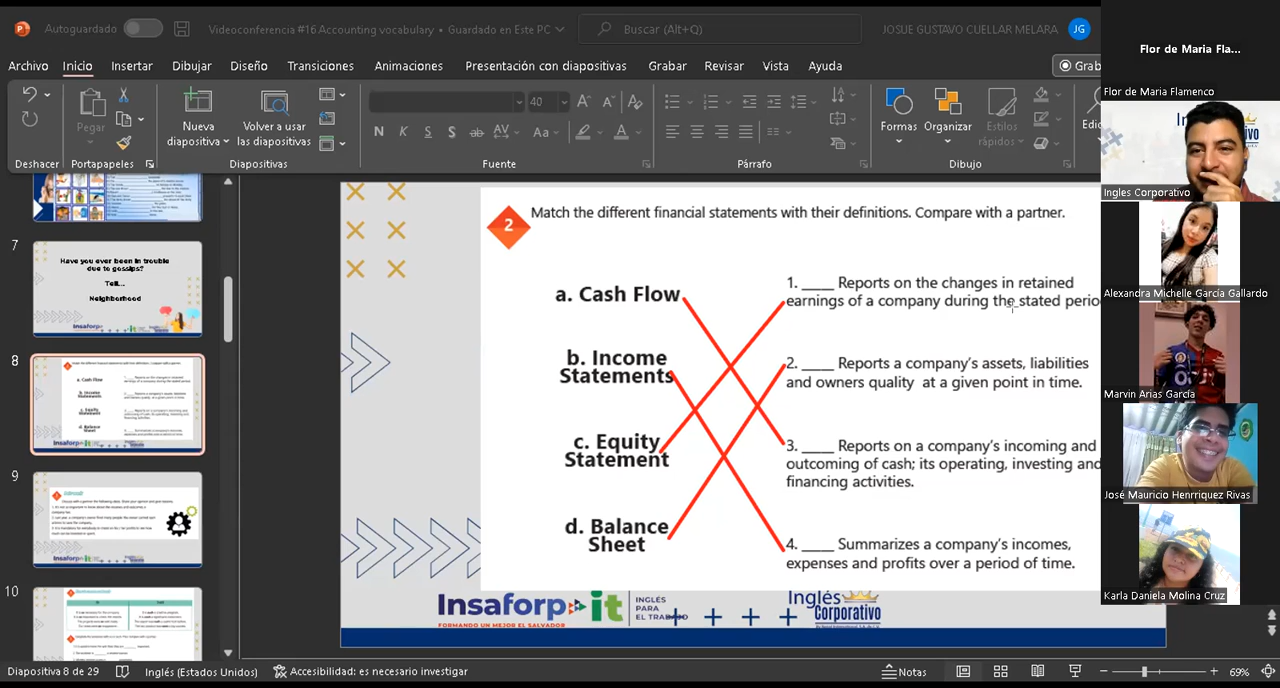 Autoguardado
Videoconferencia #16 Accounting vocabulary • Guardado en Este PC
Buscar (Alt+Q)
JOSUE GUSTAVO CUELLAR MELARA
JG
Archivo Inicio Insertar Dibujar Diseño Transiciones Animaciones Presentación con diapositivas Grabar Revisar Vista Ayuda
Grab
Pegar
Nueva diapositiva
Volver a usar las diapositivas
40
N K S S ab AV Aa A
Formas Organizar Estilos rápidos
Edic
Deshacer Portapapeles Diapositivas Fuente Párrafo Dibujo
7
Have you ever been in trouble
due to gossips?
Tell...
Neighborhood
8
9
10
2
Match the different financial statements with their definitions. Compare with a partner.
a. Cash Flow
b. Income
Statements
c. Equity
Statement
d. Balance
Sheet
1. ____ Reports on the changes in retained
earnings of a company during the stated perio
2. ____ Reports a company's assets, liabilities
and owners quality at a given point in time.
3. ____ Reports on a company's incoming and
outcoming of cash; its operating, investing and
financing activities.
4. ____ Summarizes a company's incomes,
expenses and profits over a period of time.
Insaforp it
FORMANDO UN MEJOR EL SALVADOR
INGLÉS
PARA
EL TRABAJO
Inglés
Corporativo
Flor de Maria Fla...
Flor de Maria Flamenco
Ingles Corporativo
Alexandra Michelle García Gallardo
Marvin Arias García
José Mauricio Henrriquez Rivas
Karla Daniela Molina Cruz
Diapositiva 8 de 29
Inglés (Estados Unidos)
Accesibilidad: es necesario investigar
Notas
69%